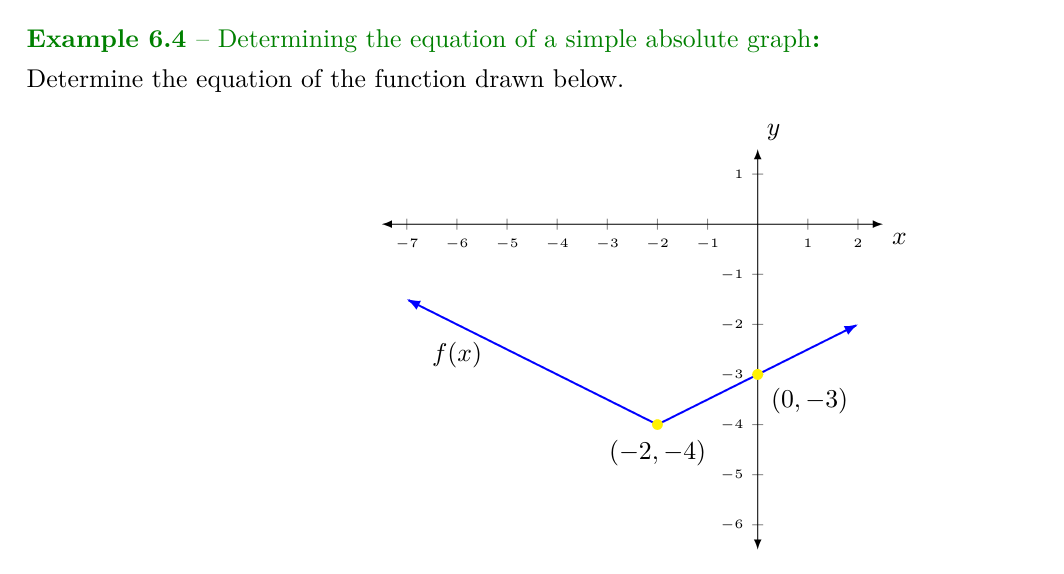 Example 6.4 – Determining the equation of a simple absolute graph:
Determine the equation of the function drawn below.
y
1
−7 −6 −5 −4 −3 −2 −1 1 2
x
−1
−2
f(x)
−3
(0, −3)
−4
(−2, −4)
−5
−6